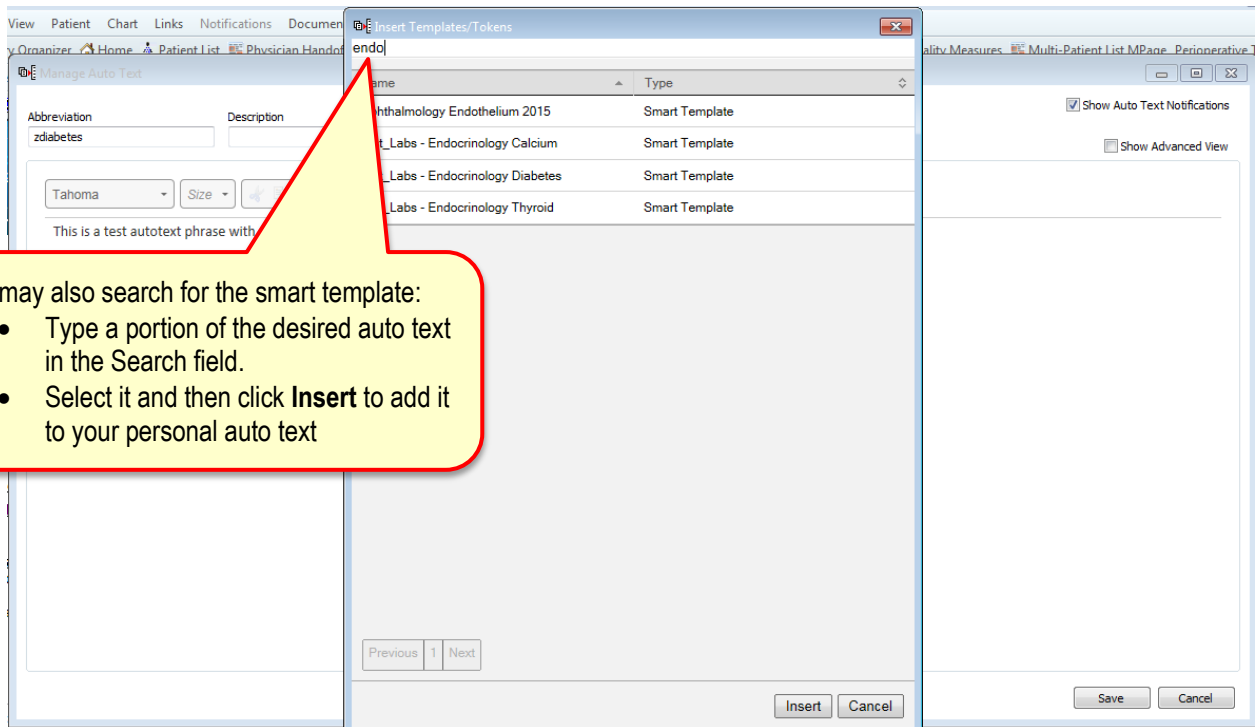 View Patient Chart Links Notifications Documen
Insert Templates/Tokens
Organizer Home Patient List Physician Handof
ality Measures Multi-Patient List MPage Perioperative
endo
Manage Auto Text
ame Type
Abbreviation Description
Show Auto Text Notifications
zdiabetes
hthalmology Endothelium 2015 Smart Template
t_Labs - Endocrinology Calcium Smart Template
Show Advanced View
_Labs - Endocrinology Diabetes Smart Template
Tahoma Size
_Labs - Endocrinology Thyroid Smart Template
This is a test autotext phrase with
may also search for the smart template:
• Type a portion of the desired auto text
in the Search field.
• Select it and then click Insert to add it
to your personal auto text
Previous 1 Next
Insert Cancel
Save Cancel